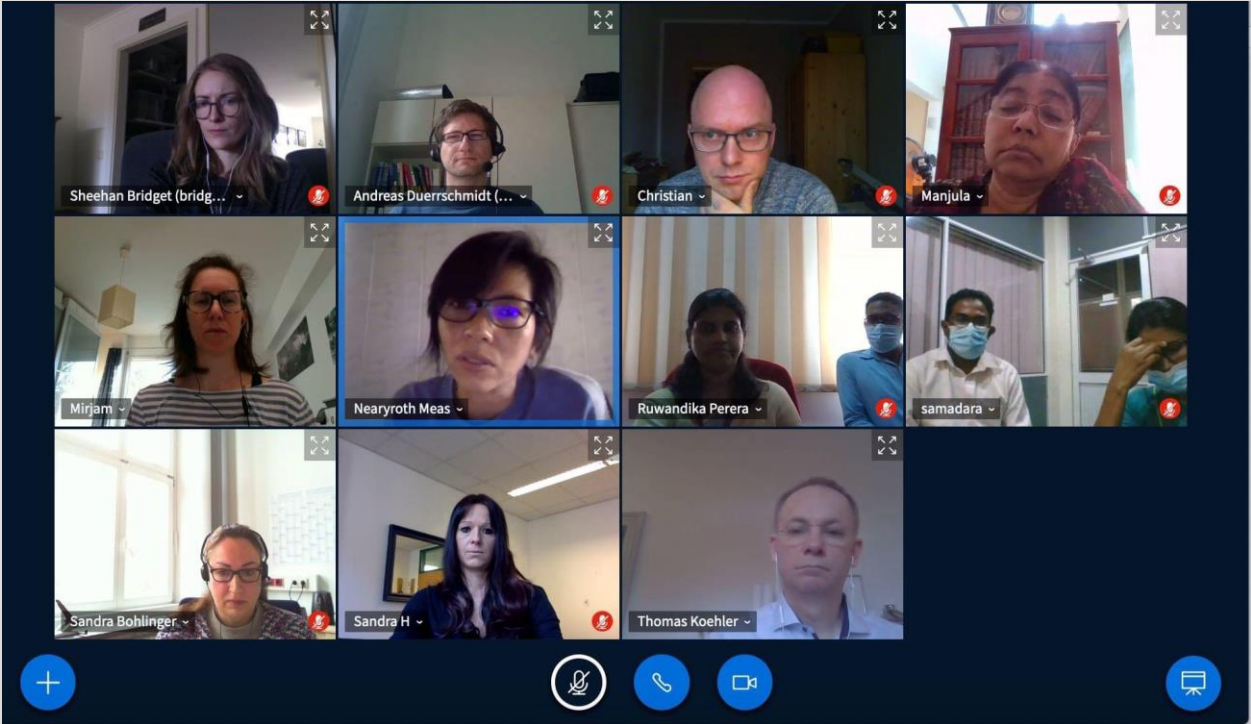 Sheehan Bridget (bridg...
Andreas Duerrschmidt (...
Christian
Manjula
Mirjam
Nearyroth Meas
Ruwandika Perera
samadara
Sandra Bohlinger
Sandra H
Thomas Koehler